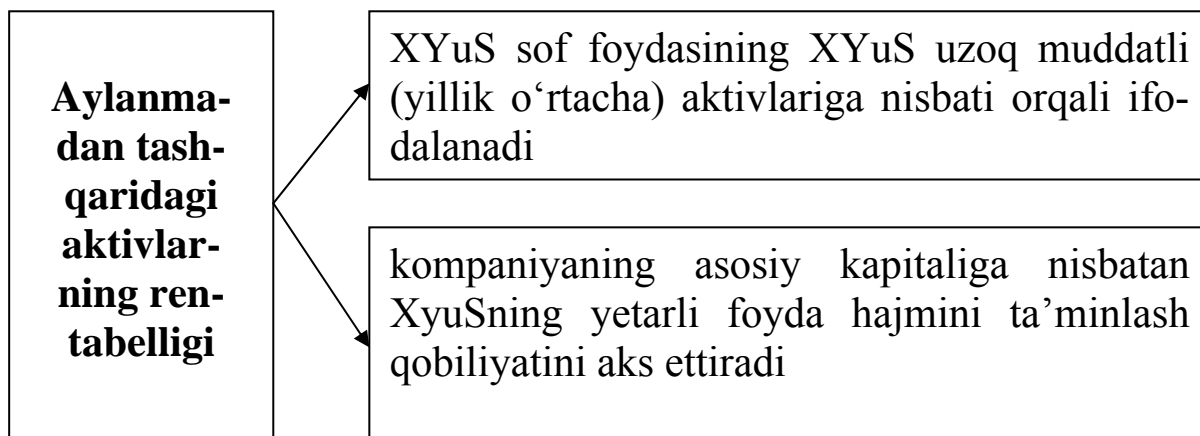 Aylanma-
dan tash-
qaridagi
aktivlar-
ning ren-
tabelligi
XYuS sof foydasining XYuS uzoq muddatli
(yillik o‘rtacha) aktivlariga nisbati orqali ifo-
dalanadi
kompaniyaning asosiy kapitaliga nisbatan
XyuSning yetarli foyda hajmini ta’minlash
qobiliyatini aks ettiradi